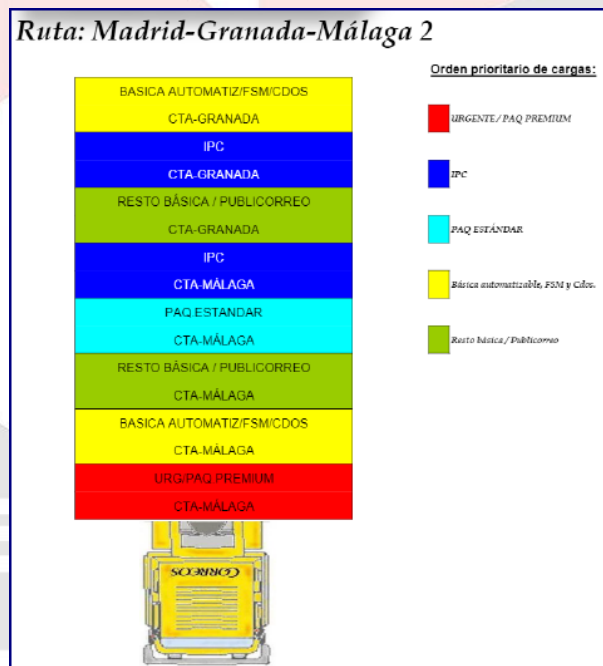 Ruta: Madrid-Granada-Málaga 2
BASICA AUTOMATIZ/FSM/CDOS
CTA-GRANADA
IPC
CTA-GRANADA
RESTO BÁSICA / PUBLICORREO
CTA-GRANADA
IPC
CTA-MÁLAGA
PAQ.ESTANDAR
CTA-MÁLAGA
RESTO BÁSICA / PUBLICORREO
CTA-MÁLAGA
BASICA AUTOMATIZ/FSM/CDOS
CTA-MÁLAGA
URG/PAQ.PREMIUM
CTA-MÁLAGA
CORREOS
Orden prioritario de cargas:
URGENTE / PAQ PREMIUM
IPC
PAQ ESTÁNDAR
Básica automatizable, FSM y Cdos.
Resto básica / Publicorreo